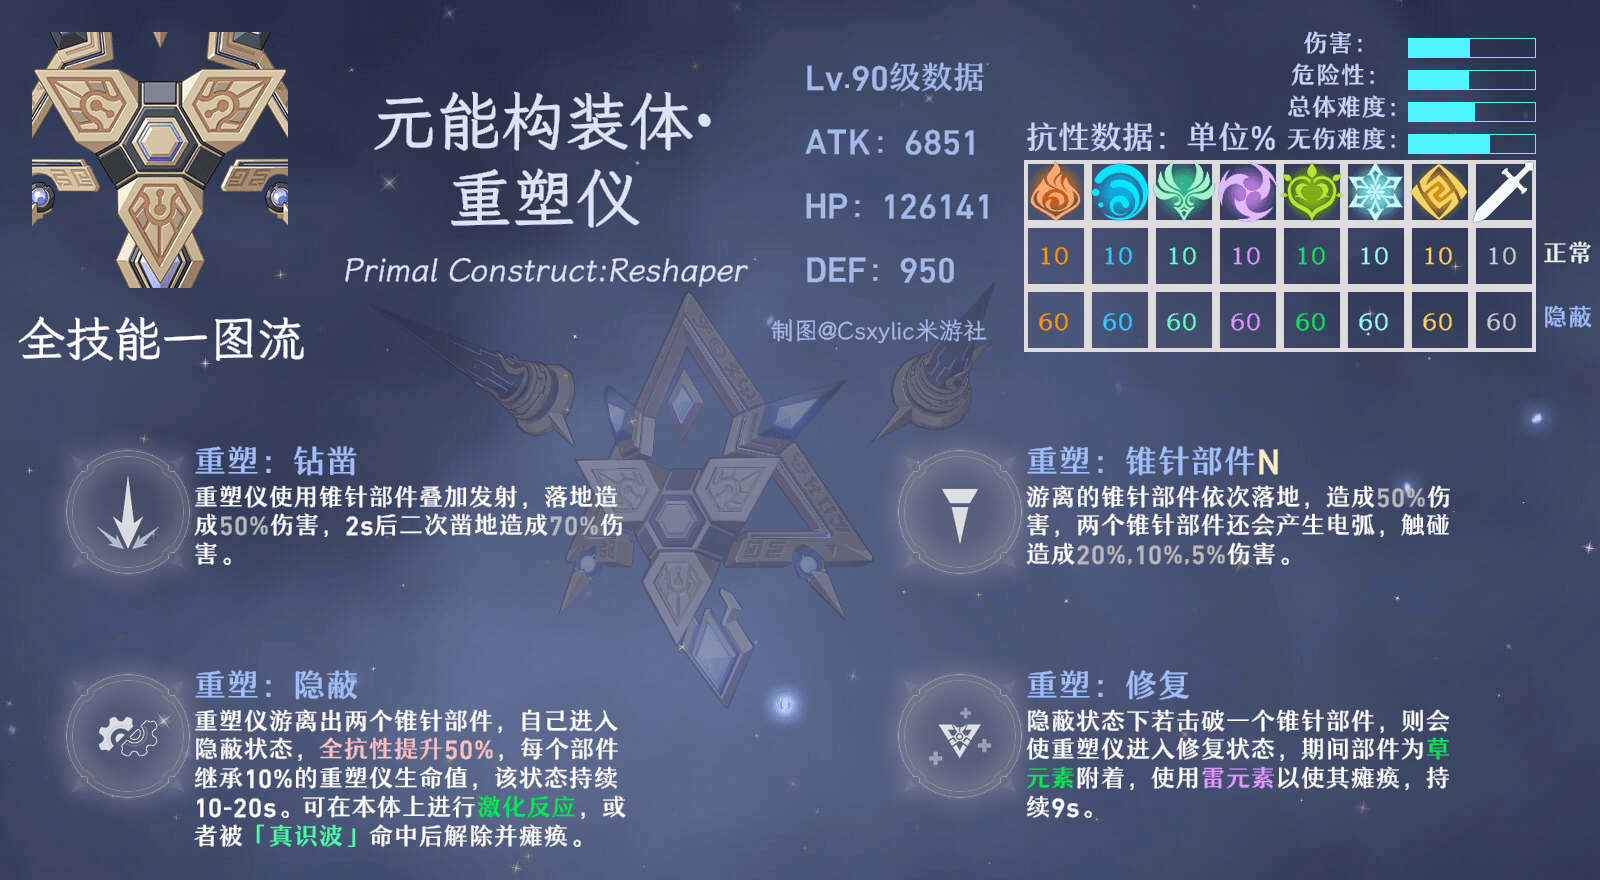 元能构装体·
重塑仪
Primal Construct:Reshaper
全技能一图流
Lv.90级数据
ATK：6851
HP：126141
DEF：950
制图@Csxylic米游社
伤害：
危险性：
总体难度：
无伤难度：
抗性数据：单位%
10 10 10 10 10 10 10 10 正常
60 60 60 60 60 60 60 60 隐蔽
重塑：钻凿
重塑仪使用锥针部件叠加发射，落地造
成50%伤害，2s后二次凿地造成70%伤
害。
重塑：锥针部件N
游离的锥针部件依次落地，造成50%伤
害，两个锥针部件还会产生电弧，触碰
造成20%,10%,5%伤害。
重塑：隐蔽
重塑仪游离出两个锥针部件，自己进入
隐蔽状态，全抗性提升50%，每个部件
继承10%的重塑仪生命值，该状态持续
10-20s。可在本体上进行激化反应，或
者被「真识波」命中后解除并瘫痪。
重塑：修复
隐蔽状态下若击破一个锥针部件，则会
使重塑仪进入修复状态，期间部件为草
元素附着，使用雷元素以使其瘫痪，持
续9s。